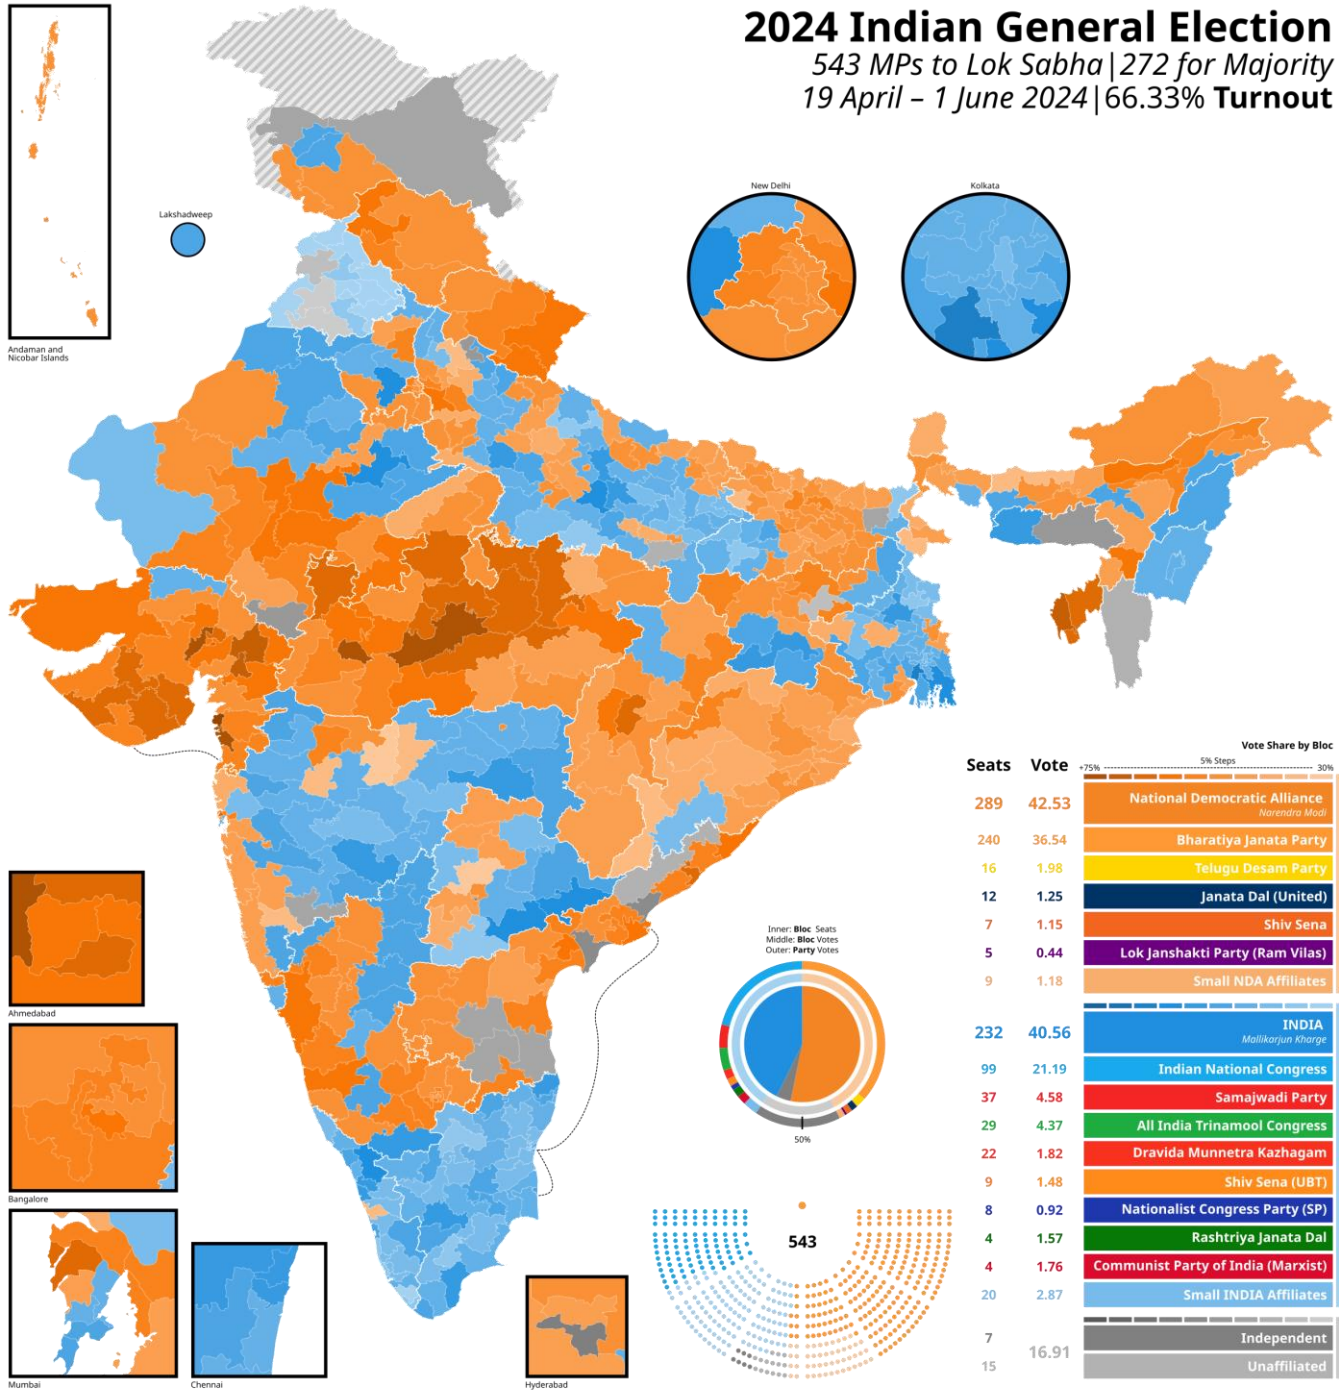 2024 Indian General Election
543 MPs to Lok Sabha|272 for Majority
19 April – 1 June 2024|66.33% Turnout
Andaman and
Nicobar Islands
Lakshadweep
New Delhi
Kolkata
Ahmedabad
Bangalore
Mumbai
Chennai
Hyderabad
Inner: Bloc Seats
Middle: Bloc Votes
Outer: Party Votes
50%
543
Vote Share by Bloc
Seats Vote +75% 5% Steps 30%
289 42.53 National Democratic Alliance
Narendra Modi
240 36.54 Bharatiya Janata Party
16 1.98 Telugu Desam Party
12 1.25 Janata Dal (United)
7 1.15 Shiv Sena
5 0.44 Lok Janshakti Party (Ram Vilas)
9 1.18 Small NDA Affiliates
232 40.56 INDIA
Mallikarjun Kharge
99 21.19 Indian National Congress
37 4.58 Samajwadi Party
29 4.37 All India Trinamool Congress
22 1.82 Dravida Munnetra Kazhagam
9 1.48 Shiv Sena (UBT)
8 0.92 Nationalist Congress Party (SP)
4 1.57 Rashtriya Janata Dal
4 1.76 Communist Party of India (Marxist)
20 2.87 Small INDIA Affiliates
7 Independent
16.91
15 Unaffiliated